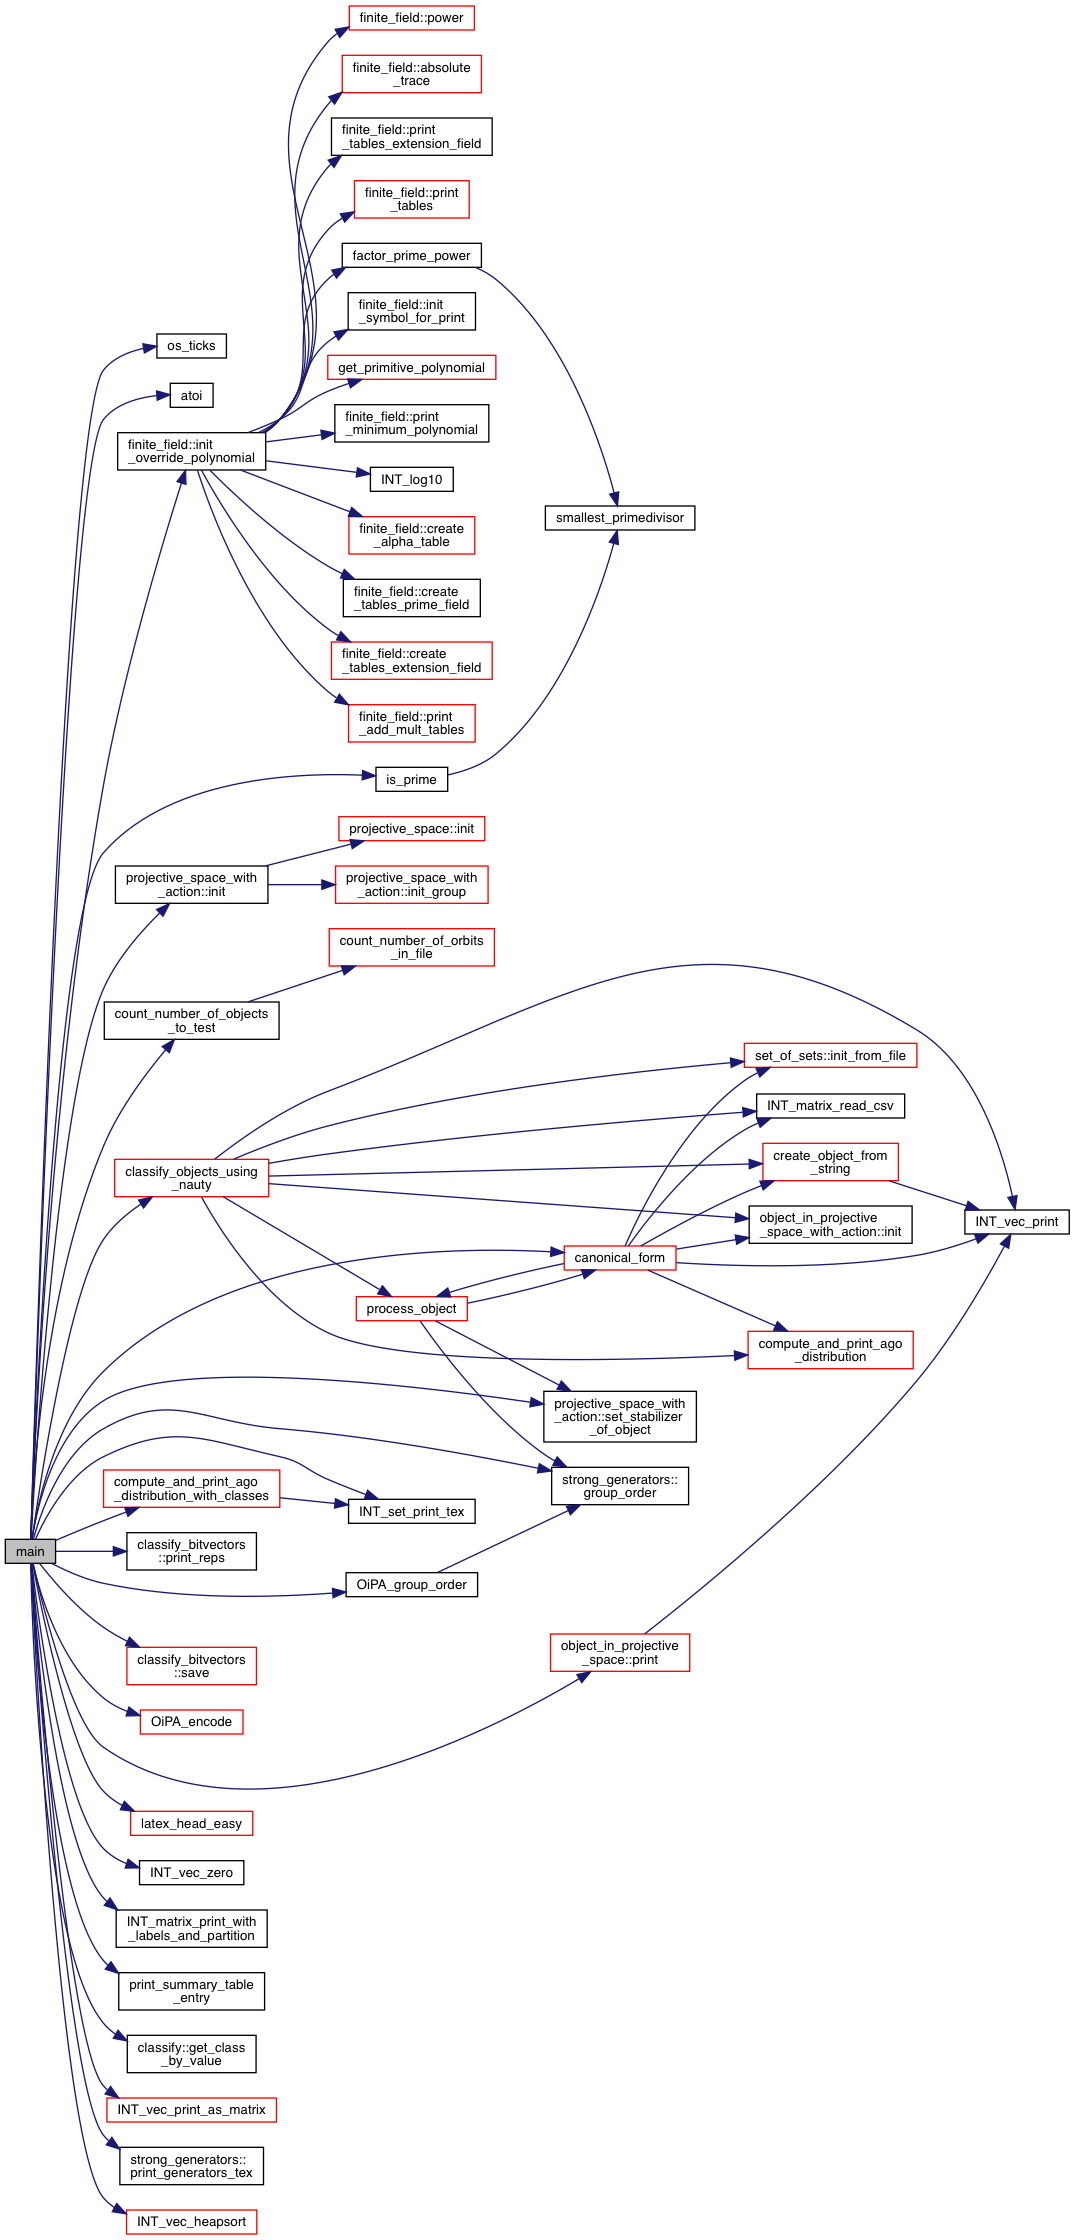 finite_field::power
finite_field::absolute
_trace
finite_field::print
_tables_extension_field
finite_field::print
_tables
factor_prime_power
finite_field::init
_symbol_for_print
os_ticks
get_primitive_polynomial
atoi
finite_field::print
_minimum_polynomial
finite_field::init
_override_polynomial
INT_log10
smallest_primedivisor
finite_field::create
_alpha_table
finite_field::create
_tables_prime_field
finite_field::create
_tables_extension_field
finite_field::print
_add_mult_tables
is_prime
projective_space::init
projective_space_with
_action::init
projective_space_with
_action::init_group
count_number_of_orbits
_in_file
count_number_of_objects
_to_test
set_of_sets::init_from_file
INT_matrix_read_csv
classify_objects_using
_nauty
create_object_from
_string
object_in_projective
_space_with_action::init
INT_vec_print
canonical_form
process_object
compute_and_print_ago
_distribution
projective_space_with
_action::set_stabilizer
_of_object
strong_generators::
group_order
compute_and_print_ago
_distribution_with_classes
INT_set_print_tex
main
classify_bitvectors
::print_reps
OiPA_group_order
object_in_projective
_space::print
classify_bitvectors
::save
OiPA_encode
latex_head_easy
INT_vec_zero
INT_matrix_print_with
_labels_and_partition
print_summary_table
_entry
classify::get_class
_by_value
INT_vec_print_as_matrix
strong_generators::
print_generators_tex
INT_vec_heapsort